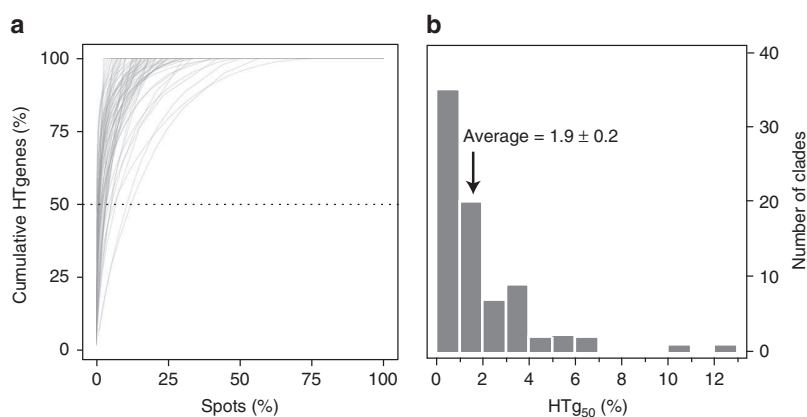 a
100
75
50
25
0
Cumulative HTgenes (%)
0 25 50 75 100
Spots (%)
b
Average = 1.9 ± 0.2
40
30
20
10
0
Number of clades
0 2 4 6 8 10 12
HTg50 (%)